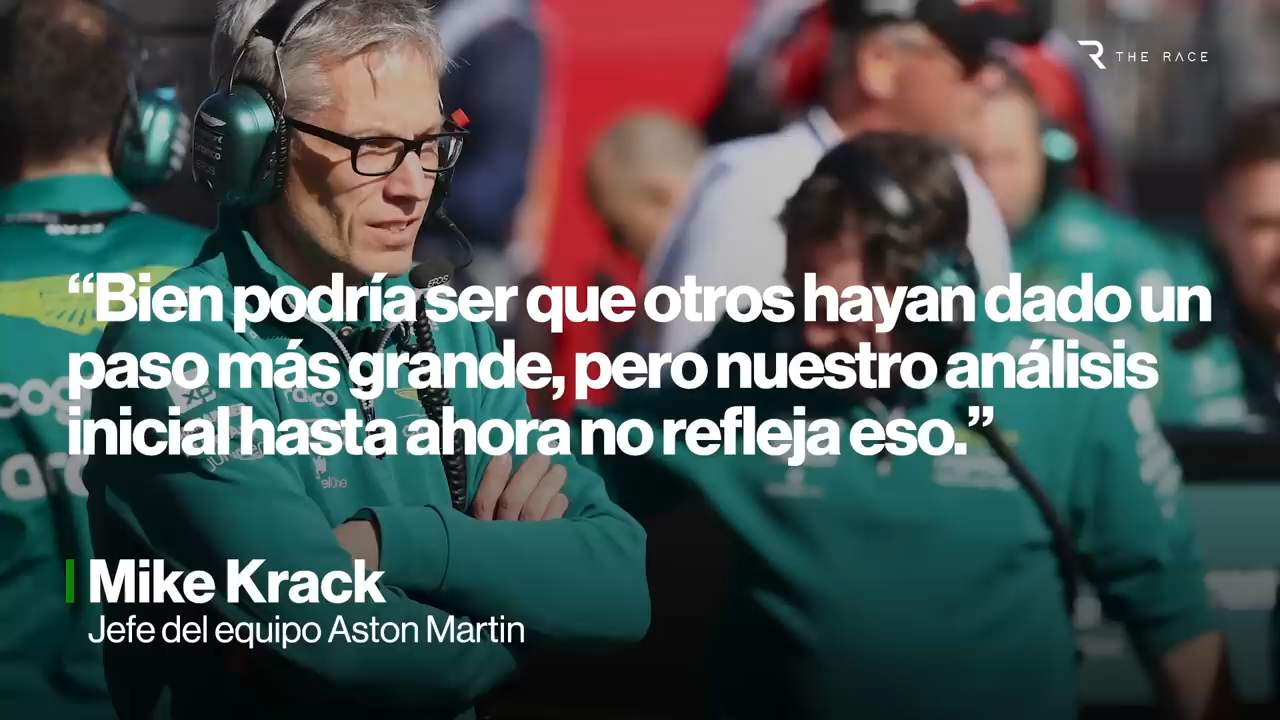 THE RACE
“Bien podría ser que otros hayan dado un
paso más grande, pero nuestro análisis
inicial hasta ahora no refleja eso.”
Mike Krack
Jefe del equipo Aston Martin